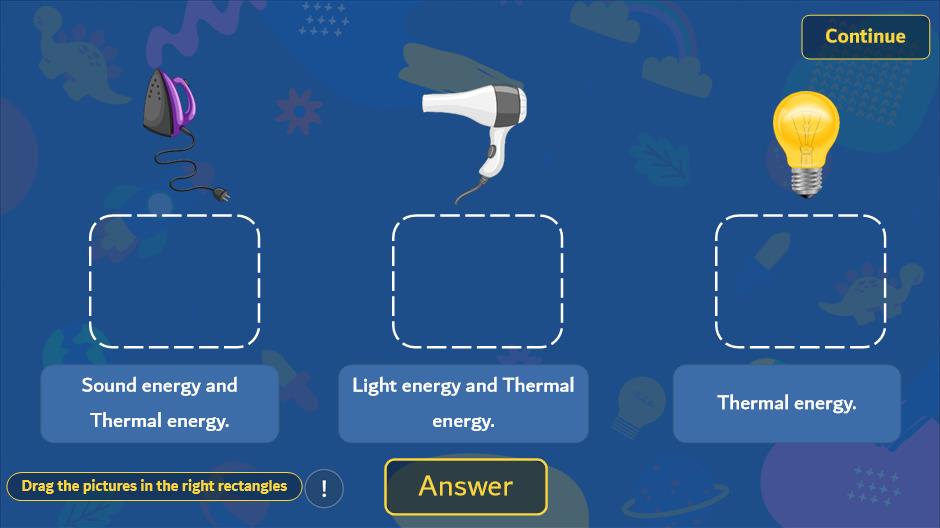 Continue
Sound energy and
Thermal energy.
Light energy and Thermal
energy.
Thermal energy.
Drag the pictures in the right rectangles
!
Answer